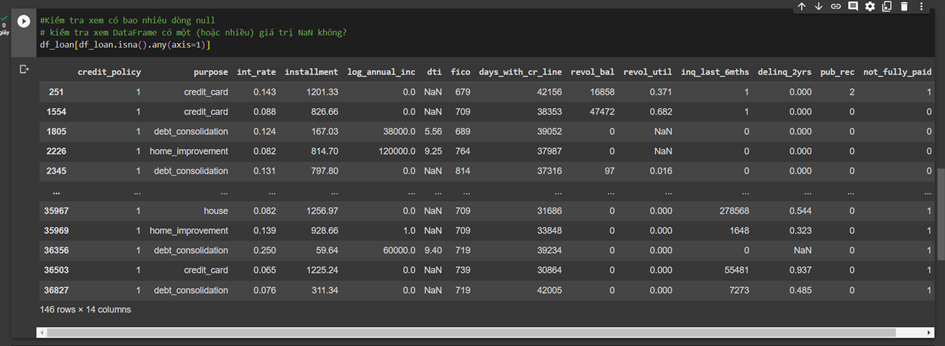 #Kiểm tra xem có bao nhiêu dòng null
0
giây
# kiểm tra xem DataFrame có một (hoặc nhiều) giá trị NaN không?
df_loan[df_loan.isna().any(axis=1)]
credit_policy purpose int_rate installment log_annual_inc dti fico days_with_cr_line revol_bal revol_util inq_last_6mths delinq_2yrs pub_rec not_fully_paid
251 1 credit_card 0.143 1201.33 0.0 NaN 679 42156 16858 0.371 1 0.000 2 1
1554 1 credit_card 0.088 826.66 0.0 NaN 709 38353 47472 0.682 1 0.000 0 0
1805 1 debt_consolidation 0.124 167.03 38000.0 5.56 689 39052 0 NaN 0 0.000 0 0
2226 1 home_improvement 0.082 814.70 120000.0 9.25 764 37987 0 NaN 0 0.000 0 0
2345 1 debt_consolidation 0.131 797.80 0.0 NaN 814 37316 97 0.016 1 0.000 0 0
... ... ... ... ... ... ... ... ... ... ... ... ... ... ...
35967 1 house 0.082 1256.97 0.0 NaN 709 31686 0 0.000 278568 0.544 0 1
35969 1 home_improvement 0.139 928.66 1.0 NaN 709 33848 0 0.000 1648 0.323 0 1
36356 1 debt_consolidation 0.250 59.64 60000.0 9.40 719 39234 0 0.000 0 NaN 0 1
36503 1 credit_card 0.065 1225.24 0.0 NaN 739 30864 0 0.000 55481 0.937 0 1
36827 1 debt_consolidation 0.076 311.34 0.0 NaN 719 42005 0 0.000 7273 0.485 0 1
146 rows × 14 columns